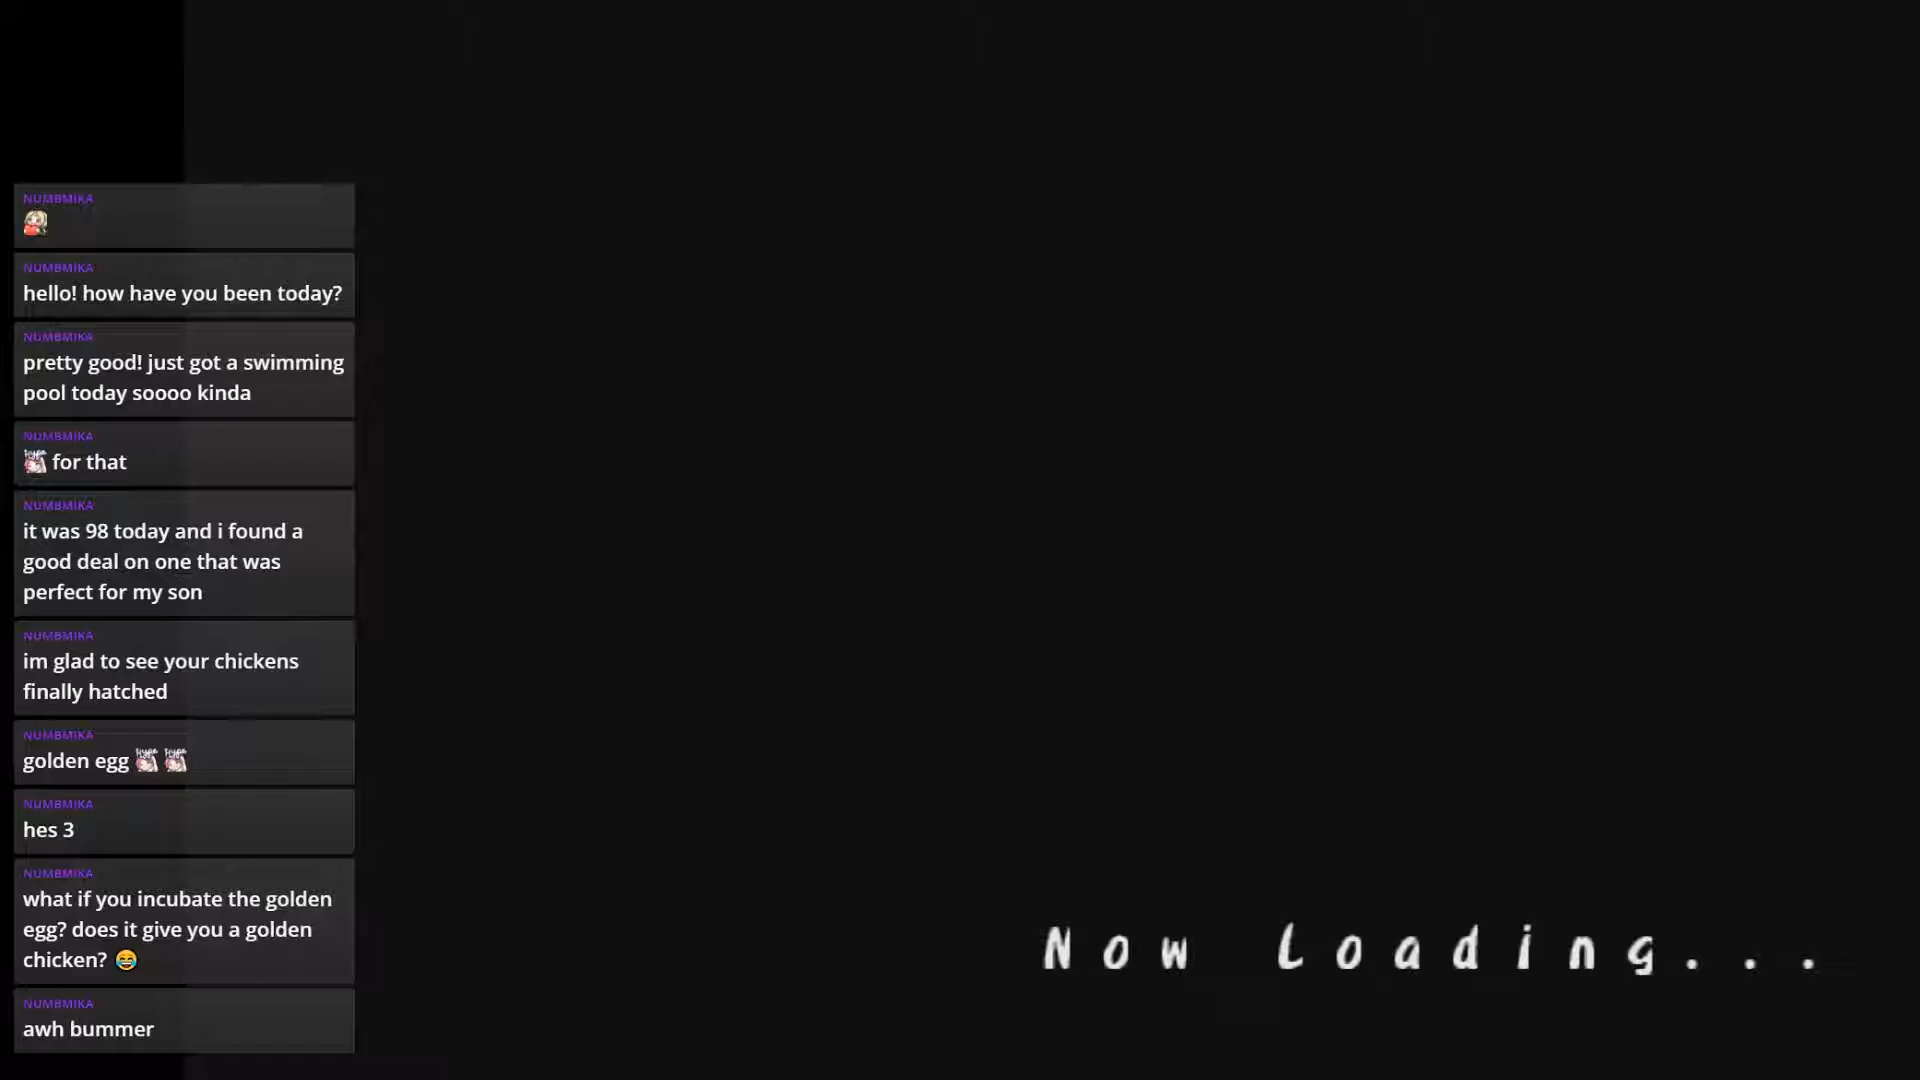 NUMBMIKA
NUMBMIKA
hello! how have you been today?
NUMBMIKA
pretty good! just got a swimming
pool today soooo kinda
NUMBMIKA
hype for that
NUMBMIKA
it was 98 today and i found a
good deal on one that was
perfect for my son
NUMBMIKA
im glad to see your chickens
finally hatched
NUMBMIKA
golden egg hype hype
NUMBMIKA
hes 3
NUMBMIKA
what if you incubate the golden
egg? does it give you a golden
chicken? 😂
NUMBMIKA
awh bummer
Now Loading...